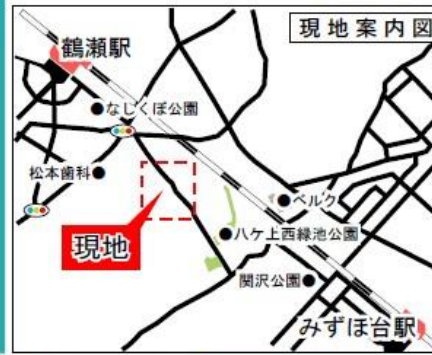 現地案内図
鶴瀬駅
なしくぼ公園
松本歯科
ベルク
現地
八ケ上西緑池公園
関沢公園
みずほ台駅